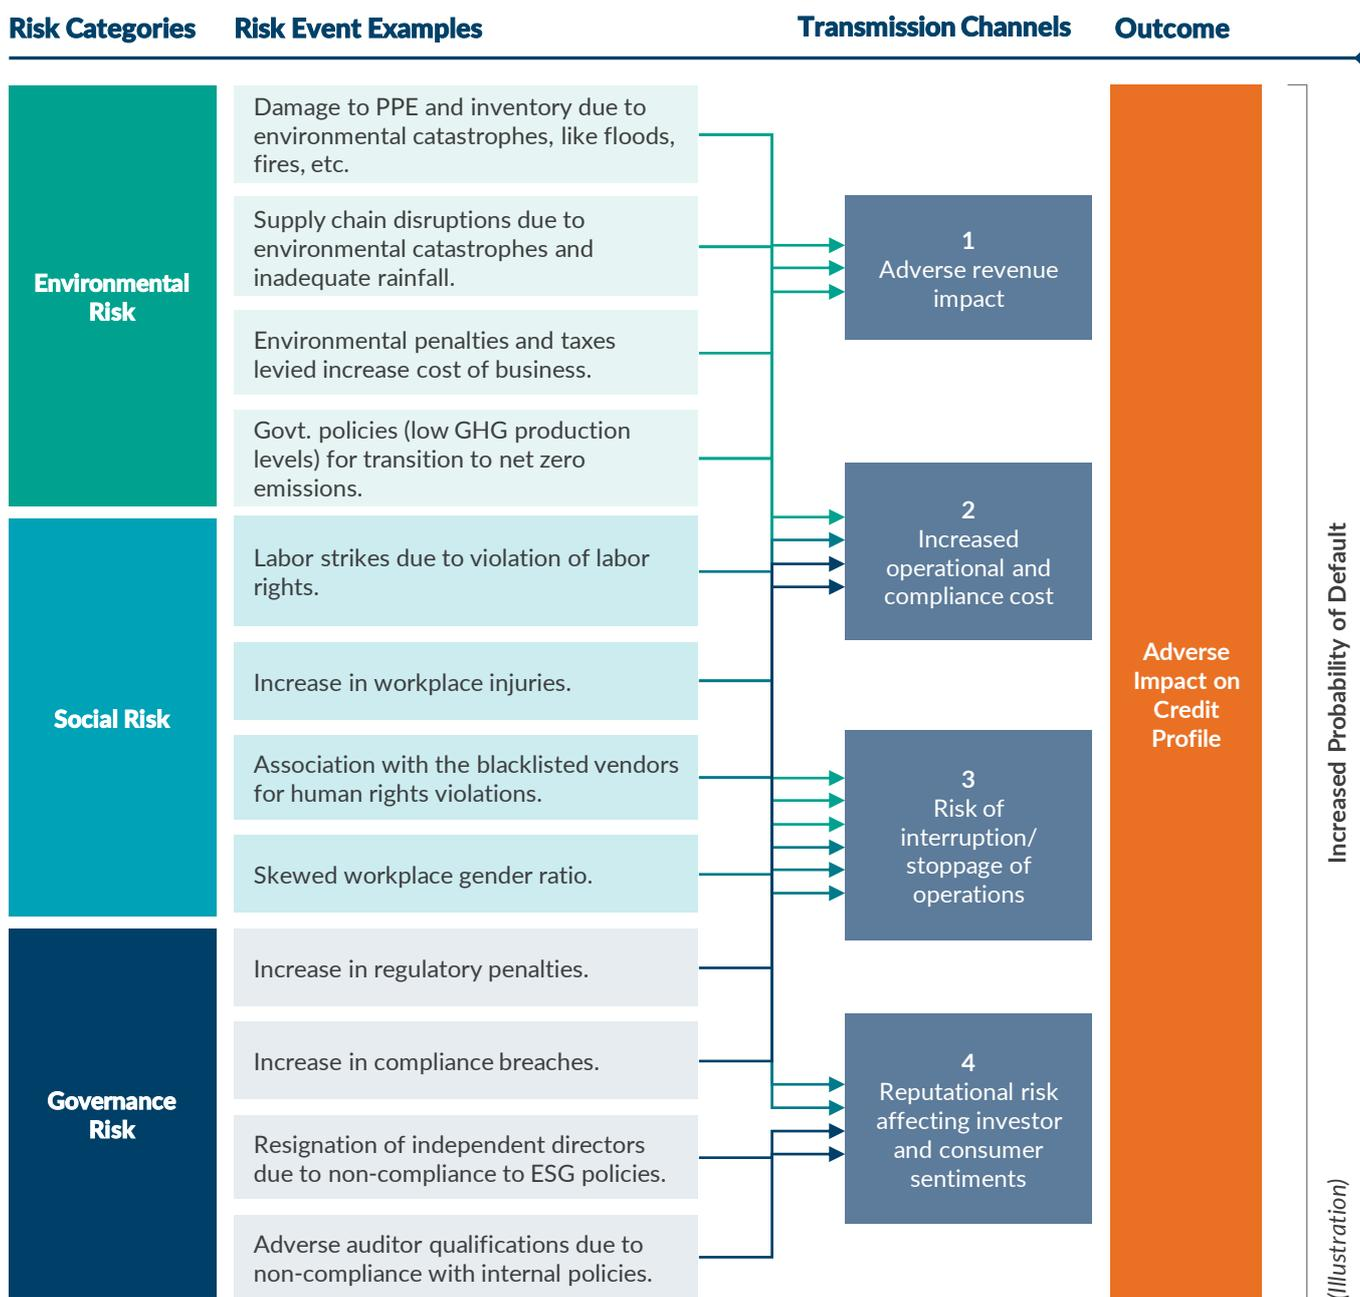 Risk Categories
Risk Event Examples
Transmission Channels
Outcome
Environmental
Risk
Damage to PPE and inventory due to
environmental catastrophes, like floods,
fires, etc.
Supply chain disruptions due to
environmental catastrophes and
inadequate rainfall.
Environmental penalties and taxes
levied increase cost of business.
Govt. policies (low GHG production
levels) for transition to net zero
emissions.
Social Risk
Labor strikes due to violation of labor
rights.
Increase in workplace injuries.
Association with the blacklisted vendors
for human rights violations.
Skewed workplace gender ratio.
Governance
Risk
Increase in regulatory penalties.
Increase in compliance breaches.
Resignation of independent directors
due to non-compliance to ESG policies.
Adverse auditor qualifications due to
non-compliance with internal policies.
1
Adverse revenue
impact
2
Increased
operational and
compliance cost
3
Risk of
interruption/
stoppage of
operations
4
Reputational risk
affecting investor
and consumer
sentiments
Adverse
Impact on
Credit
Profile
Increased Probability of Default
(Illustration)